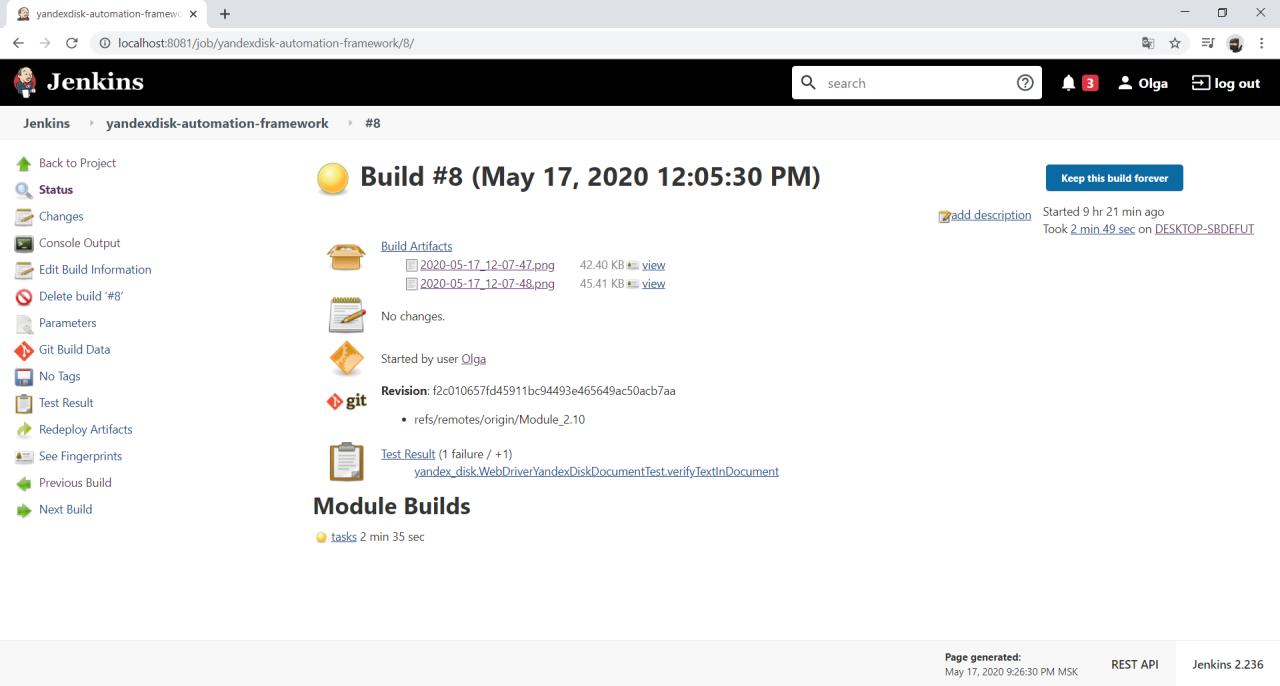 yandexdisk-automation-framewo
localhost:8081/job/yandexdisk-automation-framework/8/
Jenkins
search
3
Olga
log out
Jenkins
yandexdisk-automation-framework
#8
Back to Project
Status
Changes
Console Output
Edit Build Information
Delete build ‘#8’
Parameters
Git Build Data
No Tags
Test Result
Redeploy Artifacts
See Fingerprints
Previous Build
Next Build
Build #8 (May 17, 2020 12:05:30 PM)
Keep this build forever
add description
Started 9 hr 21 min ago
Took 2 min 49 sec on DESKTOP-SBDEFUT
Build Artifacts
2020-05-17_12-07-47.png 42.40 KB view
2020-05-17_12-07-48.png 45.41 KB view
No changes.
Started by user Olga
git
Revision: f2c010657fd45911bc94493e465649ac50acb7aa
• refs/remotes/origin/Module_2.10
Test Result (1 failure / +1)
yandex_disk.WebDriverYandexDiskDocumentTest.verifyTextInDocument
Module Builds
tasks 2 min 35 sec
Page generated:
May 17, 2020 9:26:30 PM MSK
REST API
Jenkins 2.236